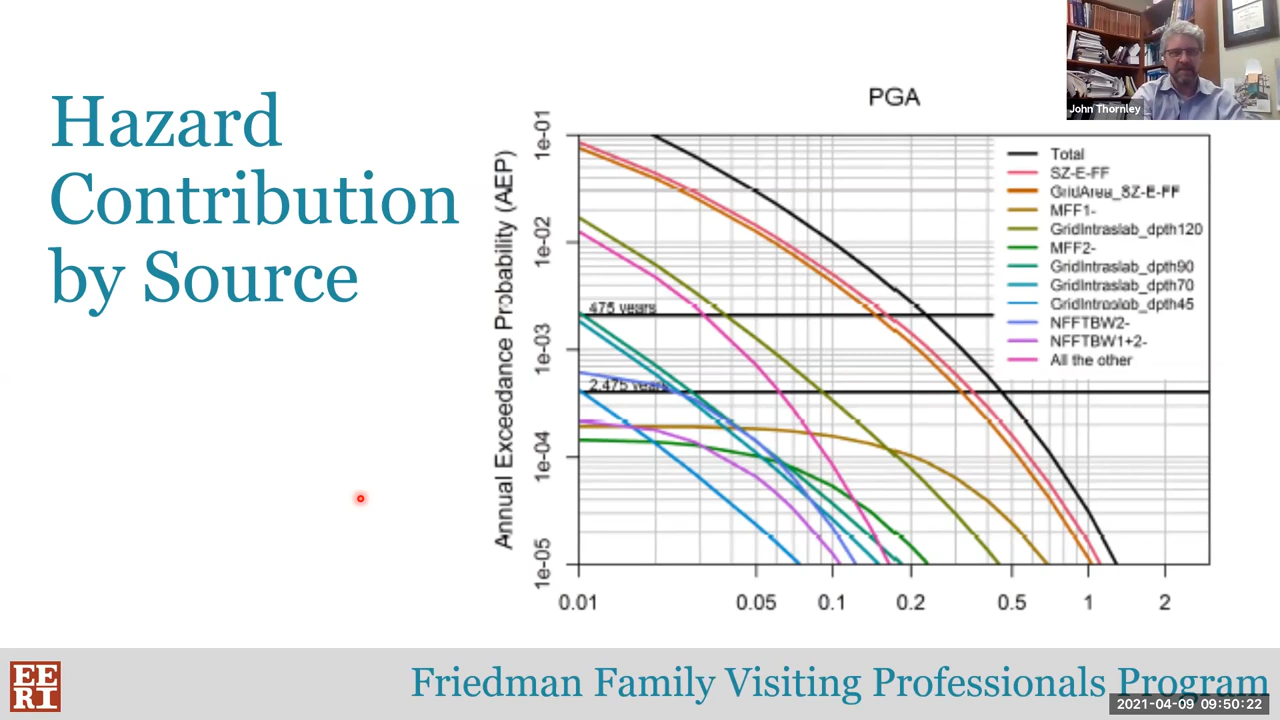 John Thornley
Hazard
Contribution
by Source
PGA
Annual Exceedance Probability (AEP)
1e-01
1e-02
1e-03
1e-04
1e-05
475 years
2,475 years
Total
SZ-E-FF
GridArea_SZ-E-FF
MFF1-
GridIntraslab_dpth120
MFF2-
GridIntraslab_dpth90
GridIntraslab_dpth70
GridIntraslab_dpth45
NFFTBW2-
NFFTBW1+2-
All the other
0.01 0.05 0.1 0.2 0.5 1 2
EE
RI
Friedman Family Visiting Professionals Program
2021-04-09 09:50:22